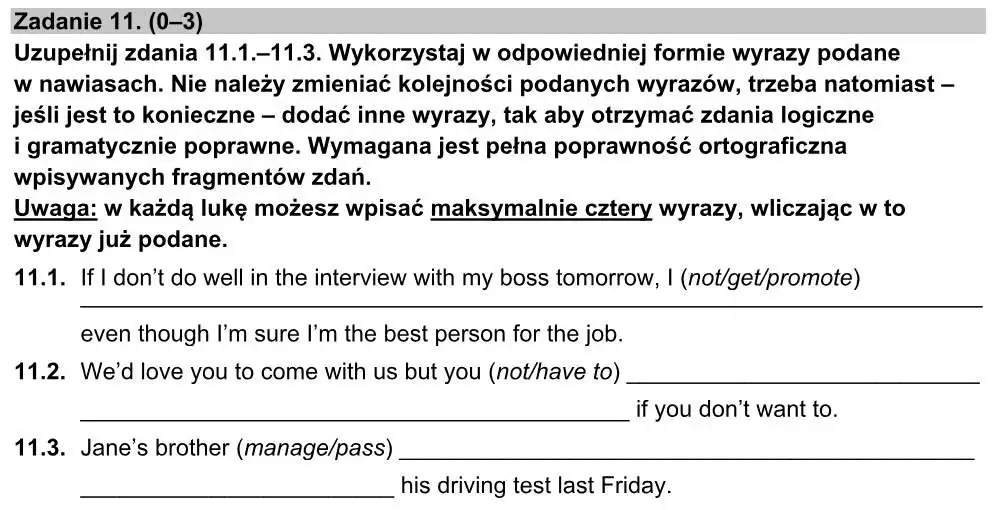 Zadanie 11. (0–3)
Uzupełnij zdania 11.1.–11.3. Wykorzystaj w odpowiedniej formie wyrazy podane
w nawiasach. Nie należy zmieniać kolejności podanych wyrazów, trzeba natomiast –
jeśli jest to konieczne – dodać inne wyrazy, tak aby otrzymać zdania logiczne
i gramatycznie poprawne. Wymagana jest pełna poprawność ortograficzna
wpisywanych fragmentów zdań.
Uwaga: w każdą lukę możesz wpisać maksymalnie cztery wyrazy, wliczając w to
wyrazy już podane.
11.1. If I don’t do well in the interview with my boss tomorrow, I (not/get/promote)
even though I’m sure I’m the best person for the job.
11.2. We’d love you to come with us but you (not/have to)
if you don’t want to.
11.3. Jane’s brother (manage/pass)
his driving test last Friday.